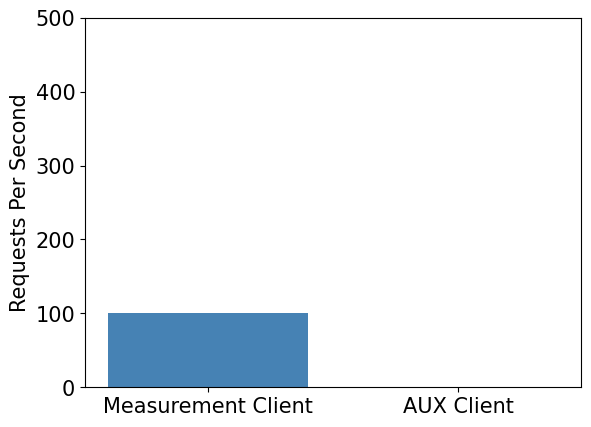 500
400
300
200
100
0
Requests Per Second
Measurement Client
AUX Client